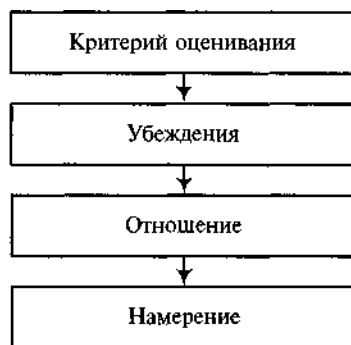 Критерий оценивания
Убеждения
Отношение
Намерение